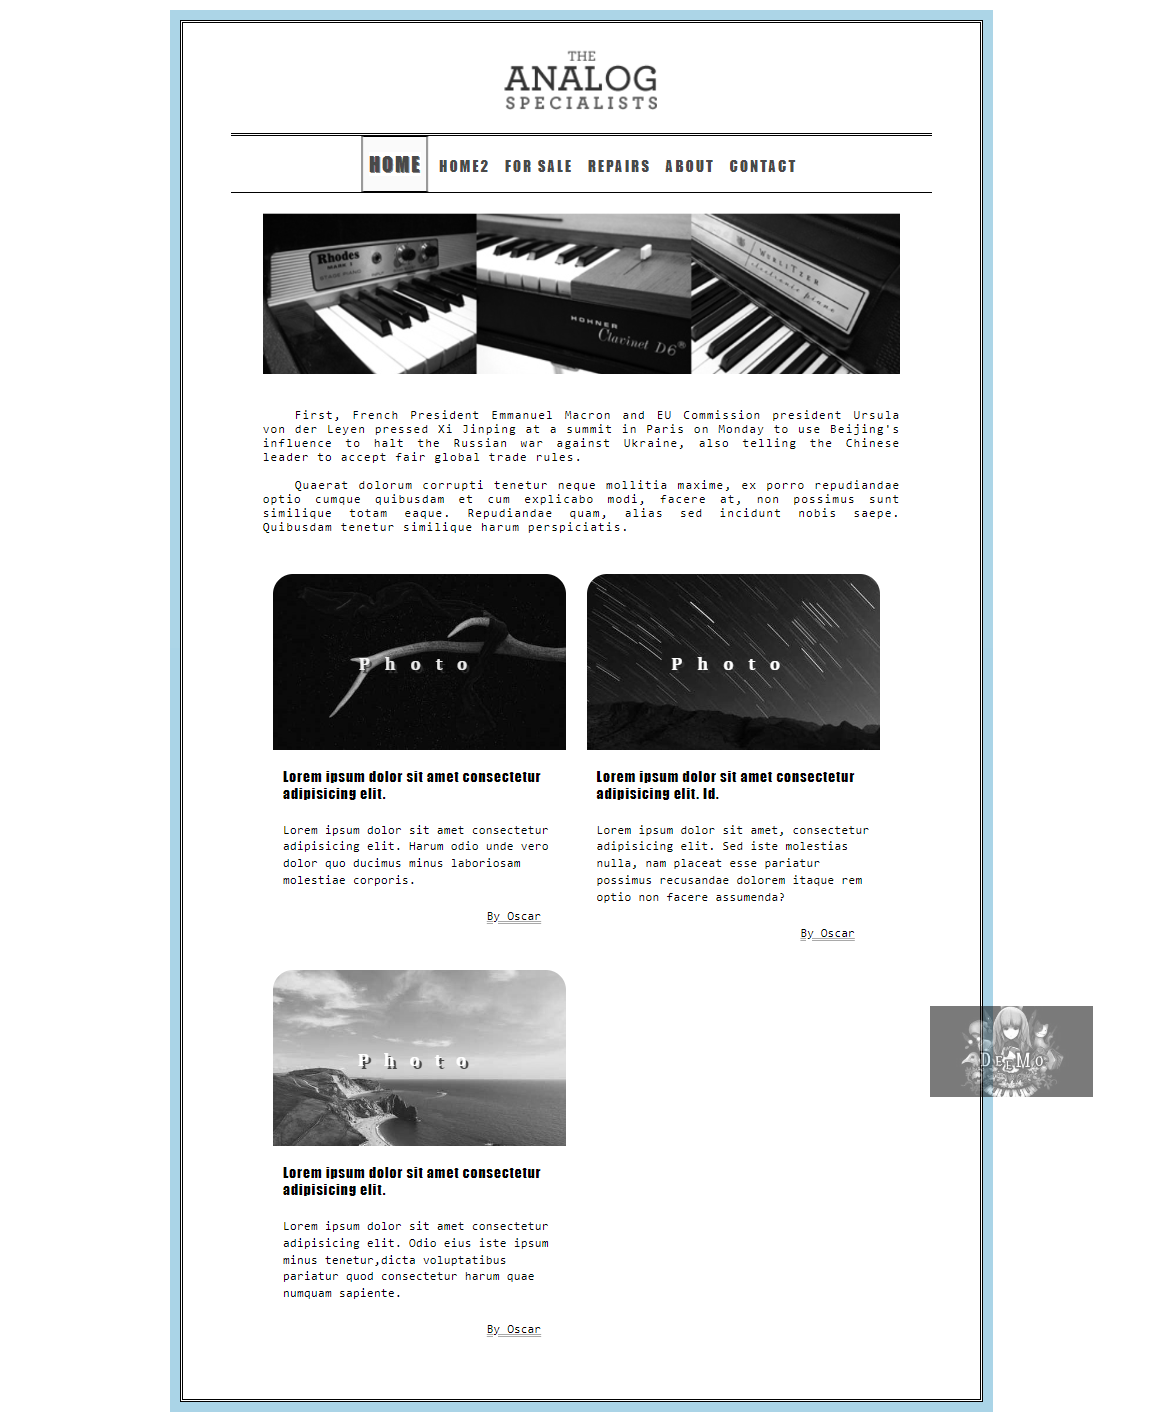 THE
ANALOG
SPECIALISTS
HOME HOME2 FOR SALE REPAIRS ABOUT CONTACT
Rhodes
MARK I
STAGE PIANO
INPUT
HOHNER
Clavinet D6®
WURLITZER
electronic piano
First, French President Emmanuel Macron and EU Commission president Ursula
von der Leyen pressed Xi Jinping at a summit in Paris on Monday to use Beijing's
influence to halt the Russian war against Ukraine, also telling the Chinese
leader to accept fair global trade rules.
Quaerat dolorum corrupti tenetur neque mollitia maxime, ex porro repudiandae
optio cumque quibusdam et cum explicabo modi, facere at, non possimus sunt
similique totam eaque. Repudiandae quam, alias sed incidunt nobis saepe.
Quibusdam tenetur similique harum perspiciatis.
Photo
Lorem ipsum dolor sit amet consectetur
adipisicing elit.
Lorem ipsum dolor sit amet consectetur
adipisicing elit. Harum odio unde vero
dolor quo ducimus minus laboriosam
molestiae corporis.
By Oscar
Photo
Lorem ipsum dolor sit amet consectetur
adipisicing elit. Id.
Lorem ipsum dolor sit amet, consectetur
adipisicing elit. Sed iste molestias
nulla, nam placeat esse pariatur
possimus recusandae dolorem itaque rem
optio non facere assumenda?
By Oscar
Photo
Lorem ipsum dolor sit amet consectetur
adipisicing elit.
Lorem ipsum dolor sit amet consectetur
adipisicing elit. Odio eius iste ipsum
minus tenetur,dicta voluptatibus
pariatur quod consectetur harum quae
numquam sapiente.
By Oscar
DEEMO